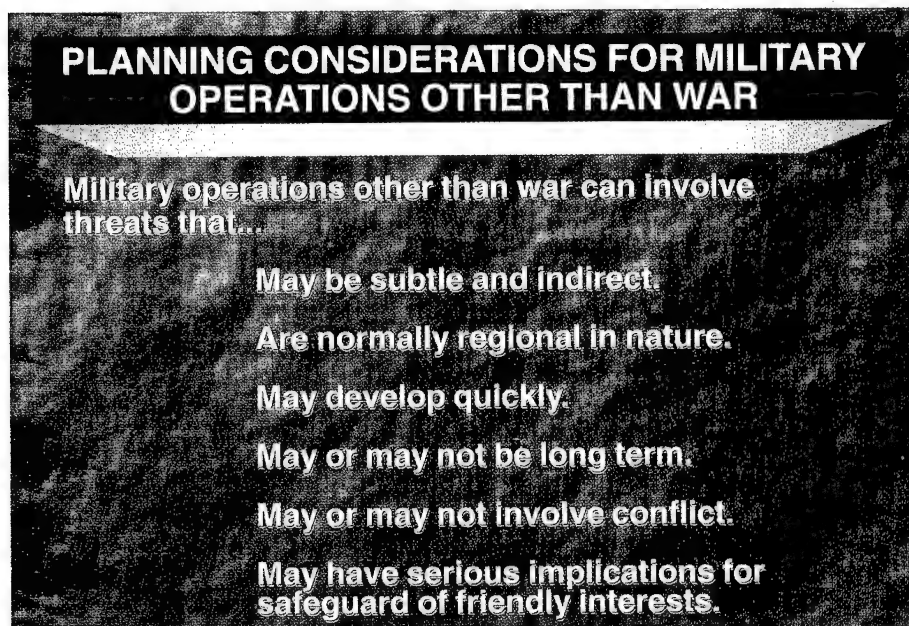 PLANNING CONSIDERATIONS FOR MILITARY
OPERATIONS OTHER THAN WAR
Military operations other than war can involve
threats that...
May be subtle and indirect.
Are normally regional in nature.
May develop quickly.
May or may not be long term.
May or may not involve conflict.
May have serious implications for
safeguard of friendly interests.